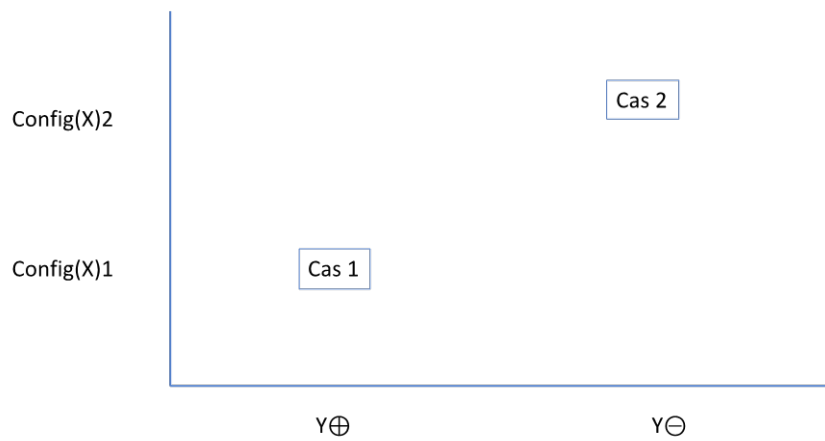 Cas 2
Config(X)2
Config(X)1
Cas 1
Y⊕
Y⊖